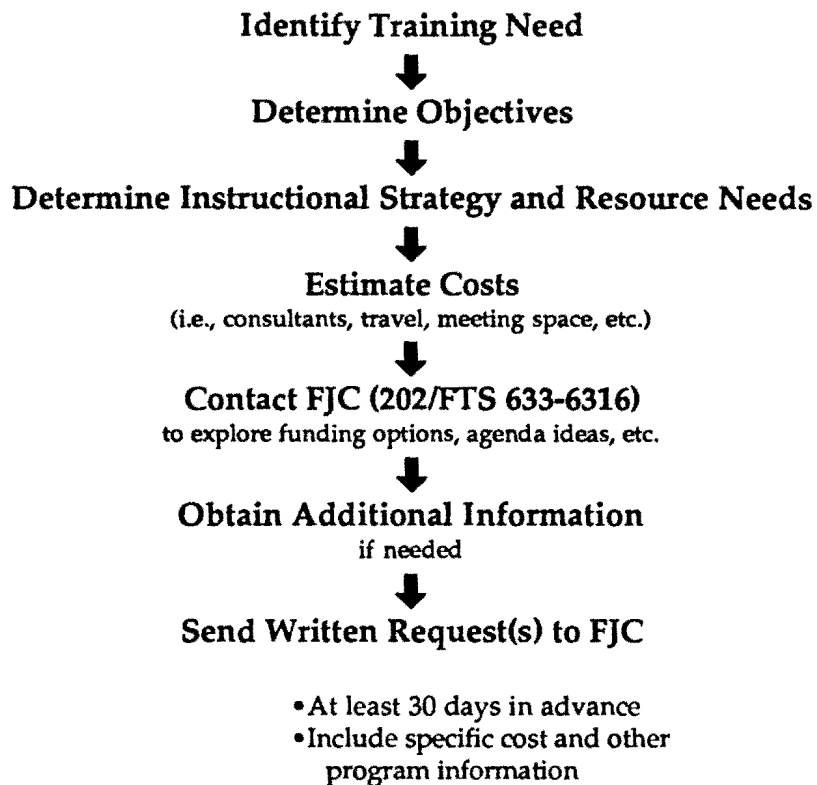 Identify Training Need
Determine Objectives
Determine Instructional Strategy and Resource Needs
Estimate Costs
(i.e., consultants, travel, meeting space, etc.)
Contact FJC (202/FTS 633-6316)
to explore funding options, agenda ideas, etc.
Obtain Additional Information
if needed
Send Written Request(s) to FJC
•At least 30 days in advance
•Include specific cost and other
program information